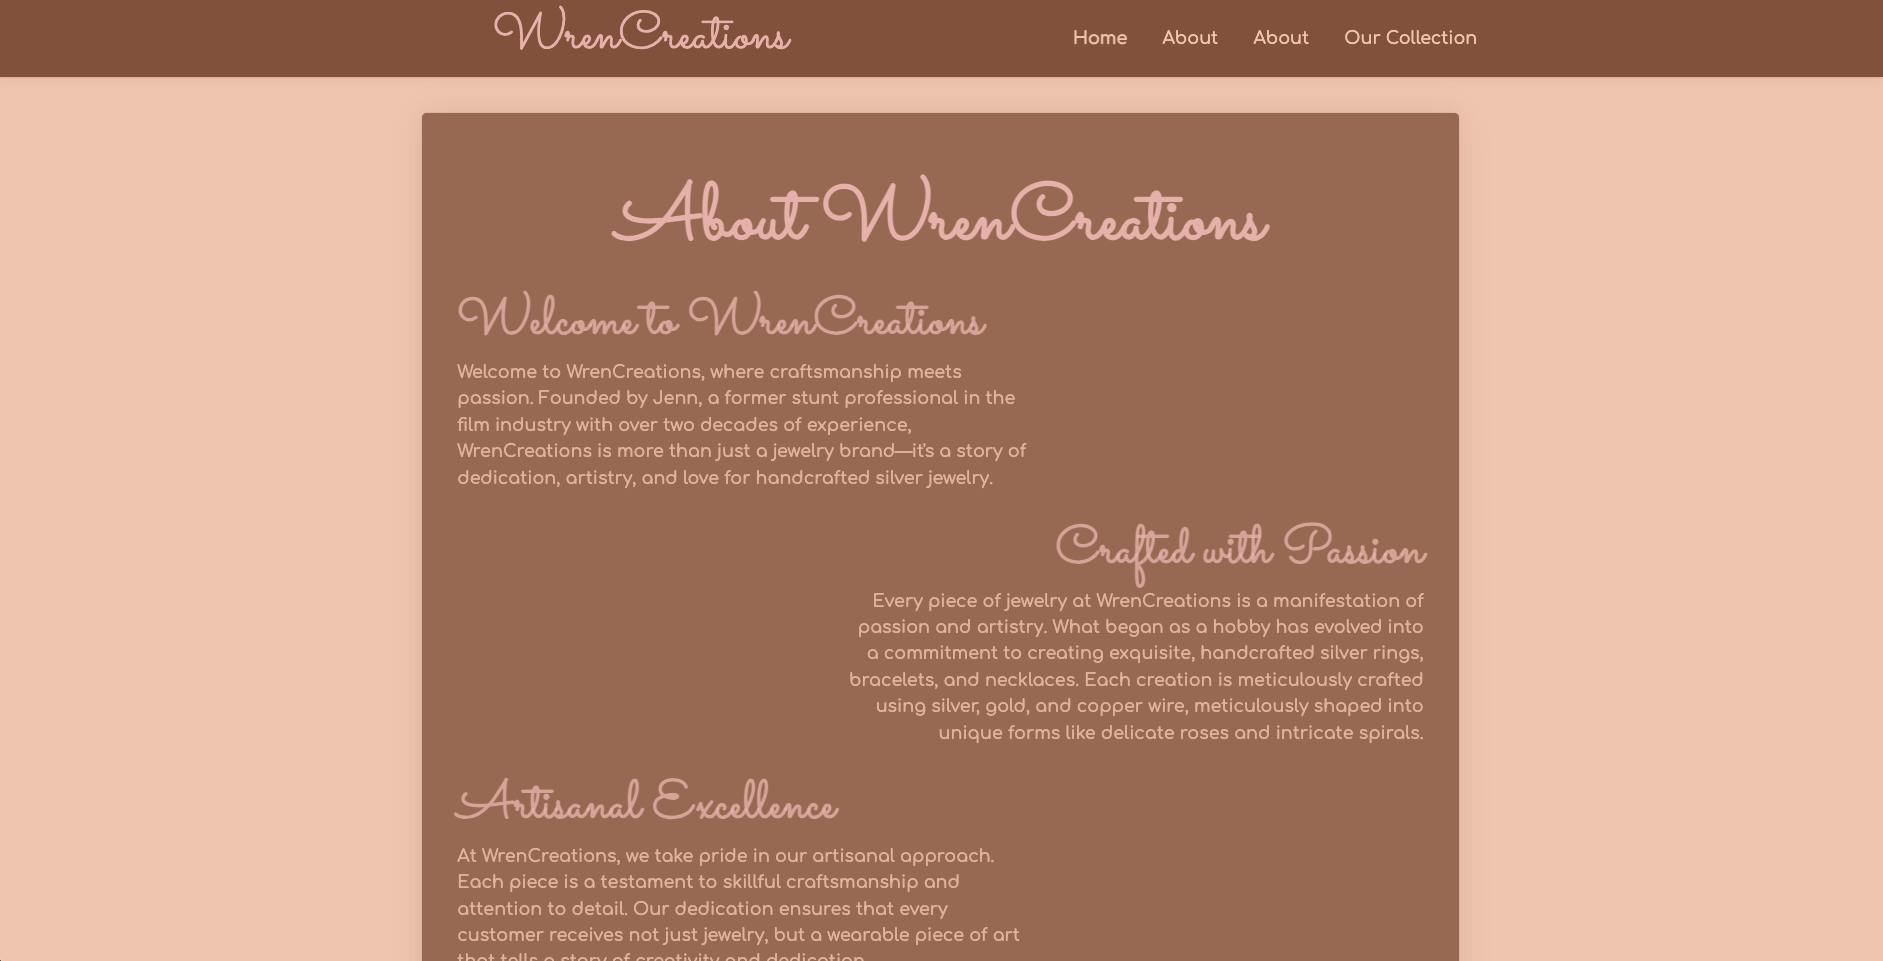 WrenCreations
Home About About Our Collection
About WrenCreations
Welcome to WrenCreations
Welcome to WrenCreations, where craftsmanship meets
passion. Founded by Jenn, a former stunt professional in the
film industry with over two decades of experience,
WrenCreations is more than just a jewelry brand—it's a story of
dedication, artistry, and love for handcrafted silver jewelry.
Crafted with Passion
Every piece of jewelry at WrenCreations is a manifestation of
passion and artistry. What began as a hobby has evolved into
a commitment to creating exquisite, handcrafted silver rings,
bracelets, and necklaces. Each creation is meticulously crafted
using silver, gold, and copper wire, meticulously shaped into
unique forms like delicate roses and intricate spirals.
Artisanal Excellence
At WrenCreations, we take pride in our artisanal approach.
Each piece is a testament to skillful craftsmanship and
attention to detail. Our dedication ensures that every
customer receives not just jewelry, but a wearable piece of art
that tells a story of creativity and dedication.